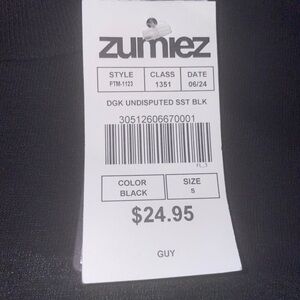 zumiez
STYLE CLASS DATE
PTM-1123 1351 06/24
DGK UNDISPUTED SST BLK
30512606670001
FL_1
COLOR SIZE
BLACK S
$24.95
GUY